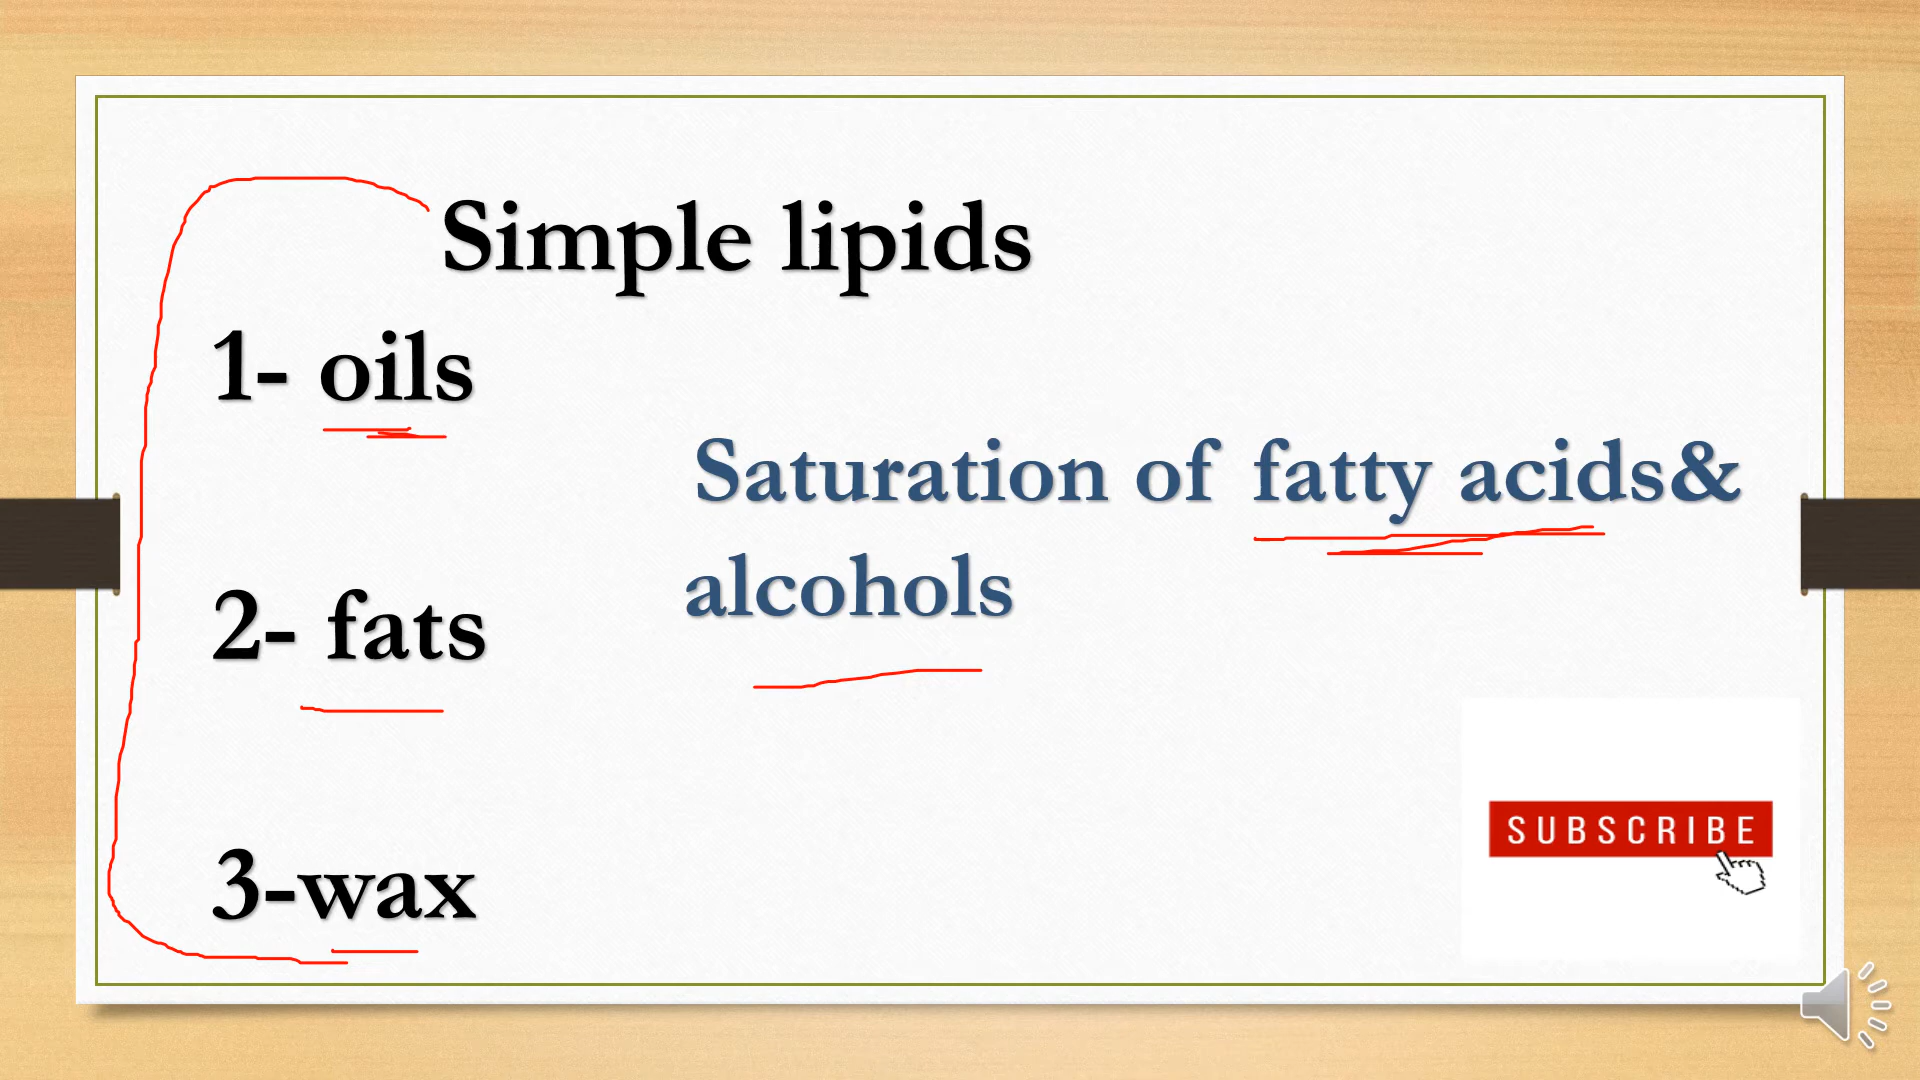 Simple lipids
1- oils
Saturation of fatty acids&
alcohols
2- fats
3-wax
SUBSCRIBE